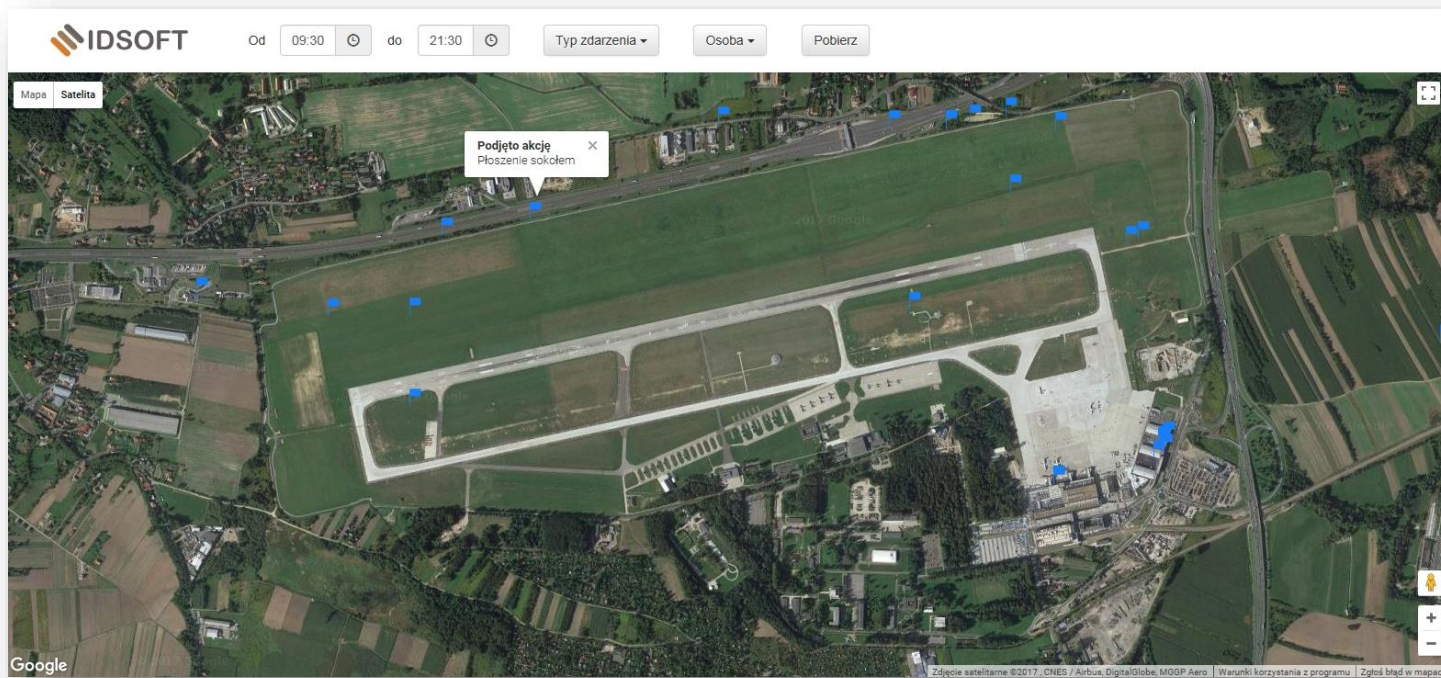 IDSOFT
Od 09:30 do 21:30 Typ zdarzenia Osoba Pobierz
Mapa Satelita
Podjęto akcję
Płoszenie sokołem
Google
Zdjęcie satelitarne ©2017 , CNES / Airbus, DigitalGlobe, MGGP Aero Warunki korzystania z programu Zgłoś błąd w mapach